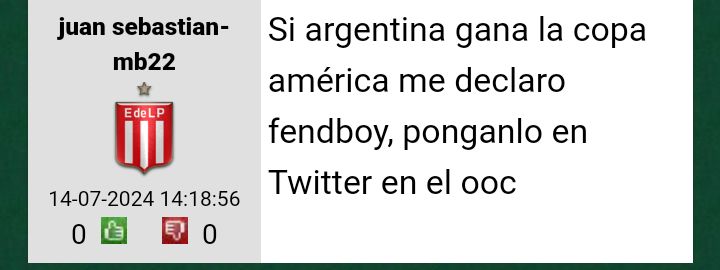 juan sebastian-
mb22
EdeLP
14-07-2024 14:18:56
0 0
Si argentina gana la copa
américa me declaro
fendboy, ponganlo en
Twitter en el ooc